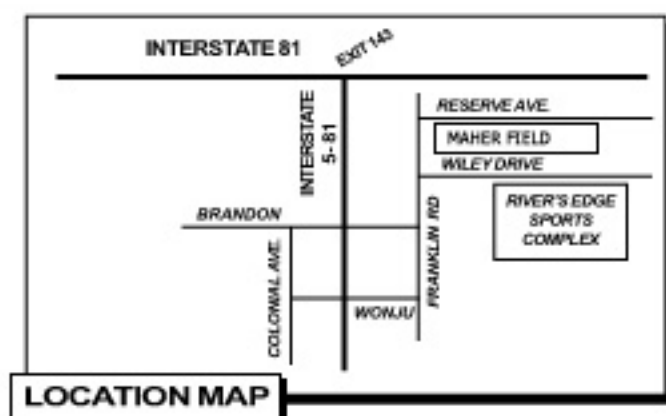 INTERSTATE 81
EXIT 143
INTERSTATE
5-81
RESERVE AVE.
MAHER FIELD
WILEY DRIVE
BRANDON
COLONIAL AVE.
FRANKLIN RD
RIVER'S EDGE
SPORTS
COMPLEX
WONJU
LOCATION MAP